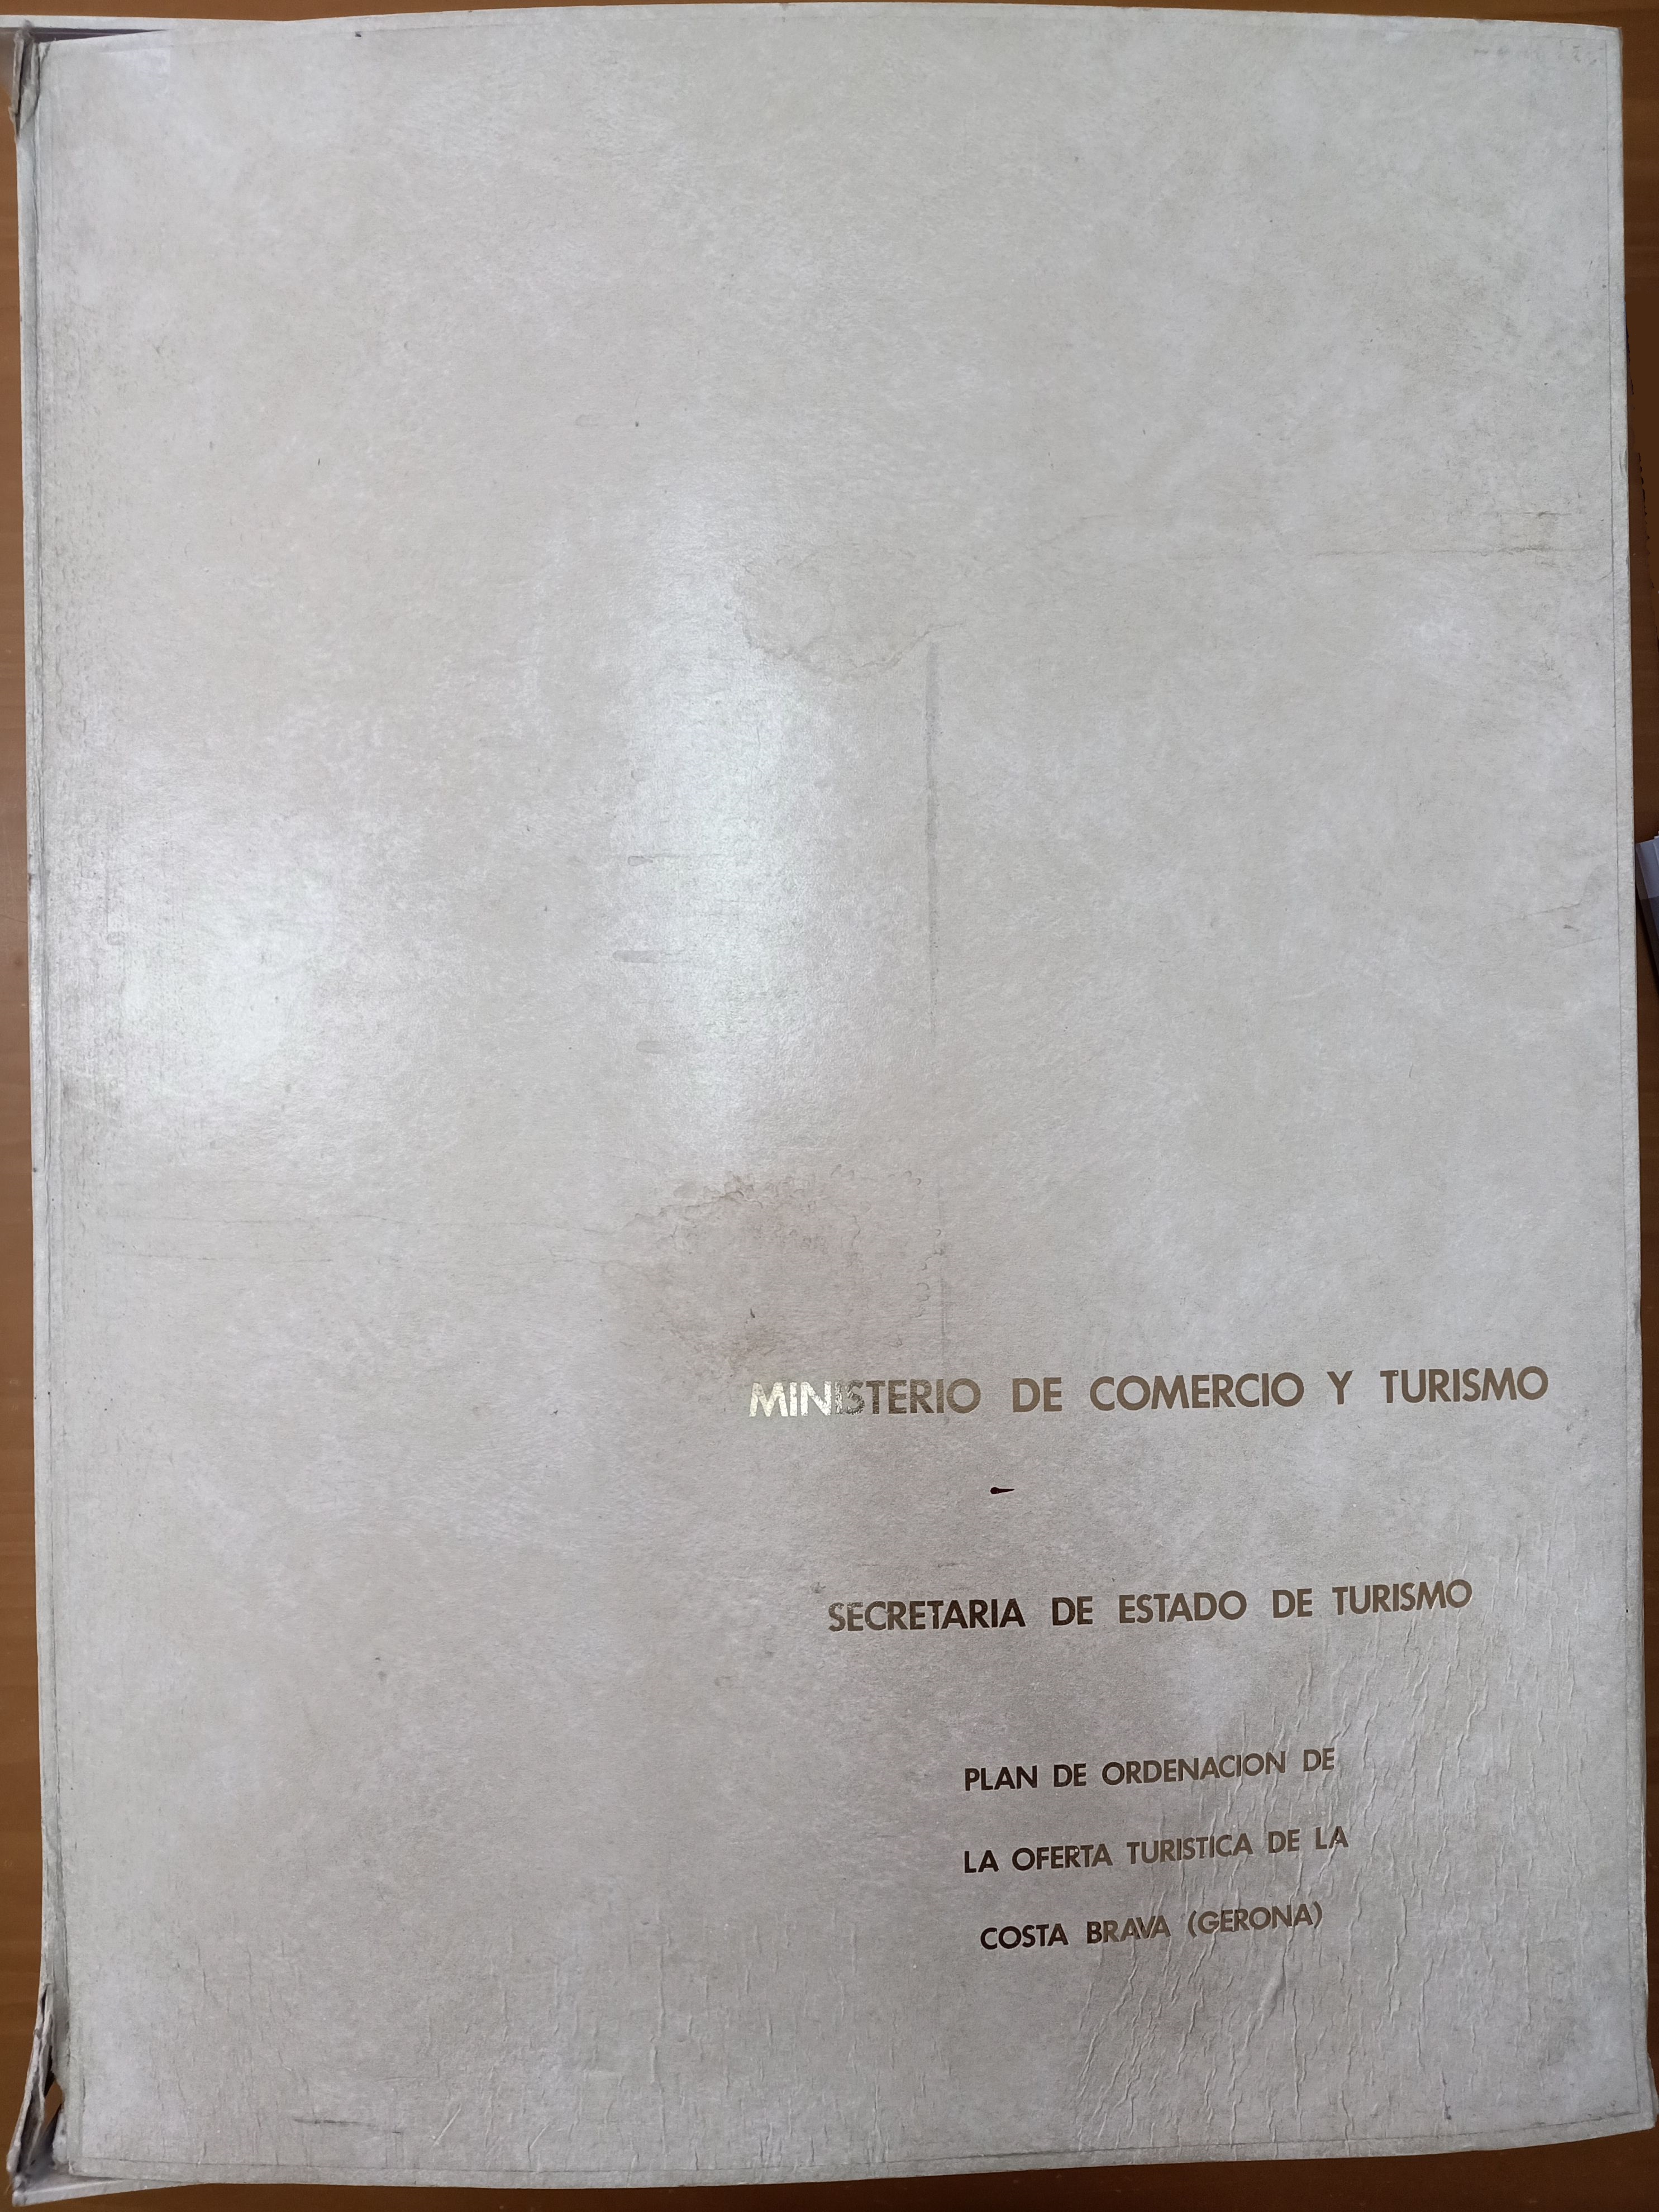 MINISTERIO DE COMERCIO Y TURISMO
SECRETARIA DE ESTADO DE TURISMO
PLAN DE ORDENACION DE
LA OFERTA TURISTICA DE LA
COSTA BRAVA (GERONA)